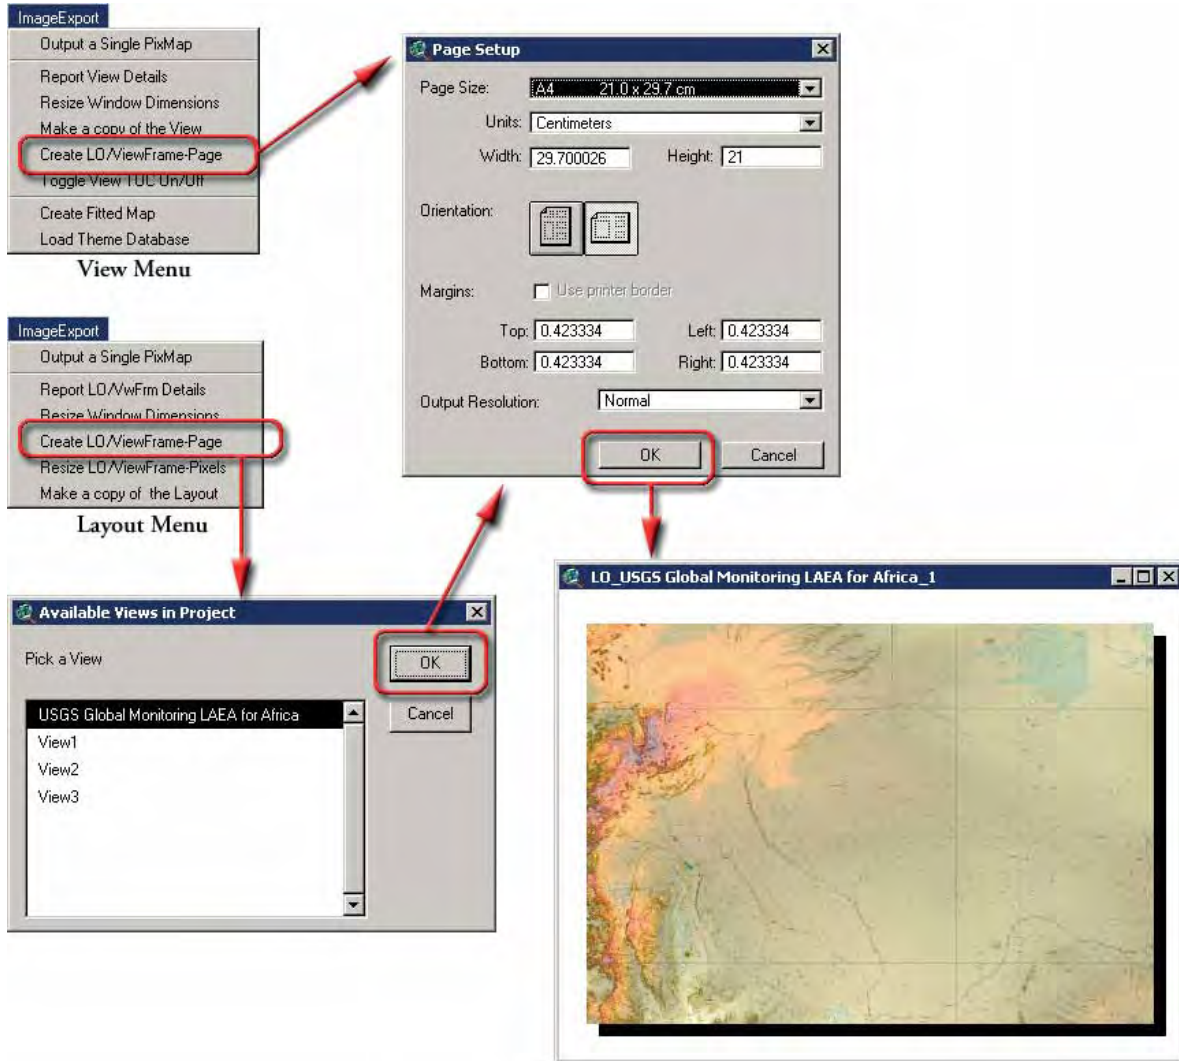 ImageExport
Output a Single PixMap
Report View Details
Resize Window Dimensions
Make a copy of the View
Create LO/ViewFrame-Page
Toggle View TOC On/Off
Create Fitted Map
Load Theme Database
View Menu
ImageExport
Output a Single PixMap
Report LO/VwFrm Details
Resize Window Dimensions
Create LO/ViewFrame-Page
Resize LO/ViewFrame-Pixels
Make a copy of the Layout
Layout Menu
Page Setup
Page Size: A4 21.0 x 29.7 cm
Units: Centimeters
Width: 29.700026 Height: 21
Orientation:
Margins: Use printer border
Top: 0.423334 Left: 0.423334
Bottom: 0.423334 Right: 0.423334
Output Resolution: Normal
OK Cancel
Available Views in Project
Pick a View
OK
Cancel
USGS Global Monitoring LAEA for Africa
View1
View2
View3
LO_USGS Global Monitoring LAEA for Africa_1